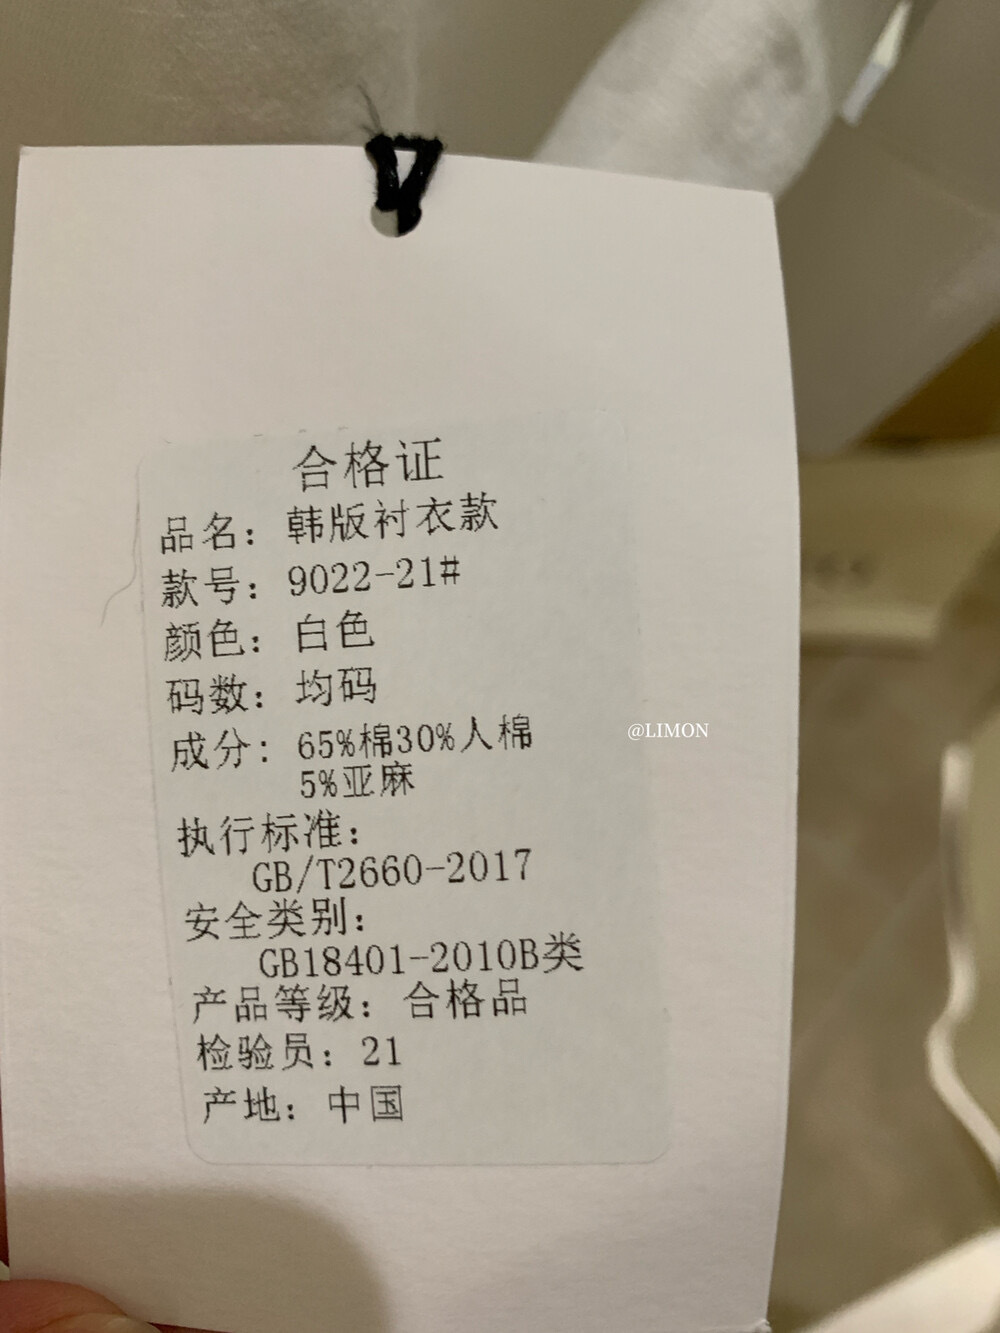 合格证
品名：韩版衬衣款
款号：9022-21#
颜色：白色
码数：均码
成分：65%棉30%人棉
5%亚麻
执行标准：
GB/T2660-2017
安全类别：
GB18401-2010B类
产品等级：合格品
检验员：21
产地：中国
@LIMON